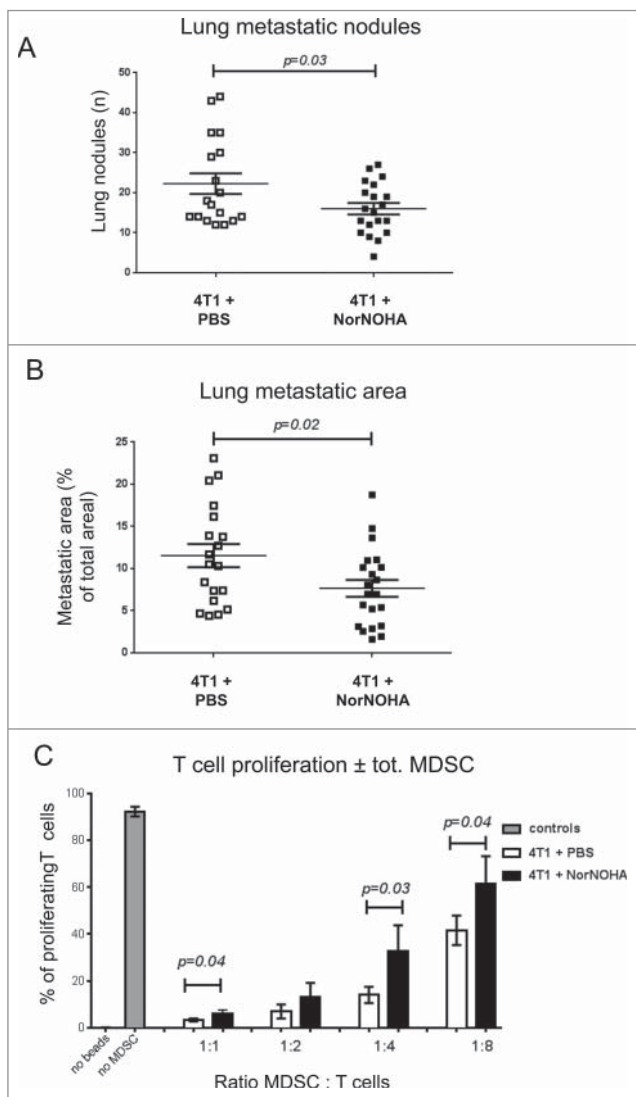 A
Lung metastatic nodules
p=0.03
Lung nodules (n)
50
40
30
20
10
0
4T1 +
PBS
4T1 +
NorNOHA
B
Lung metastatic area
p=0.02
Metastatic area (%
of total areal)
25
20
15
10
5
0
4T1 +
PBS
4T1 +
NorNOHA
C
T cell proliferation ± tot. MDSC
% of proliferatingT cells
100
80
60
40
20
0
p=0.04
p=0.03
p=0.04
controls
4T1 + PBS
4T1 + NorNOHA
no beads
no MDSC
1:1
1:2
1:4
1:8
Ratio MDSC : T cells